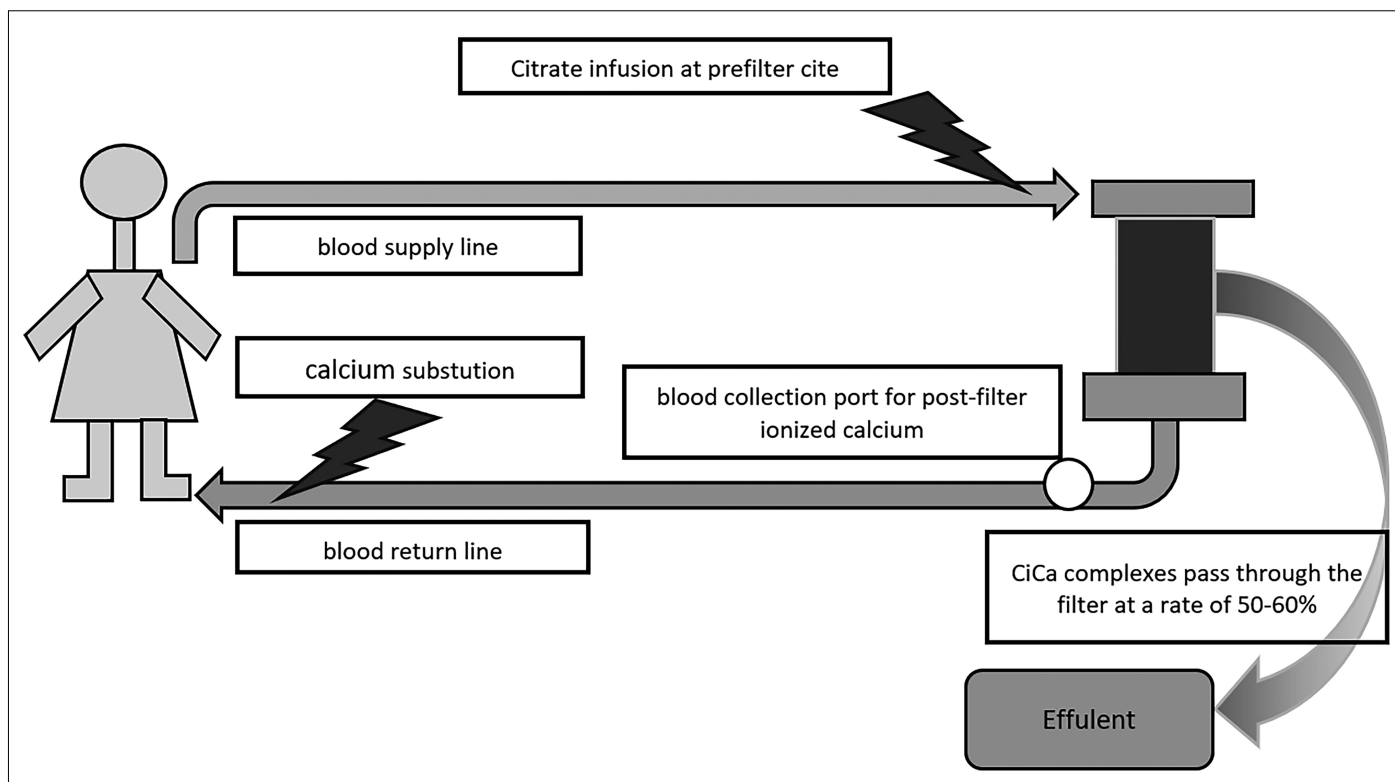 Citrate infusion at prefilter cite
blood supply line
calcium substution
blood collection port for post-filter
ionized calcium
blood return line
CiCa complexes pass through the
filter at a rate of 50-60%
Effulent